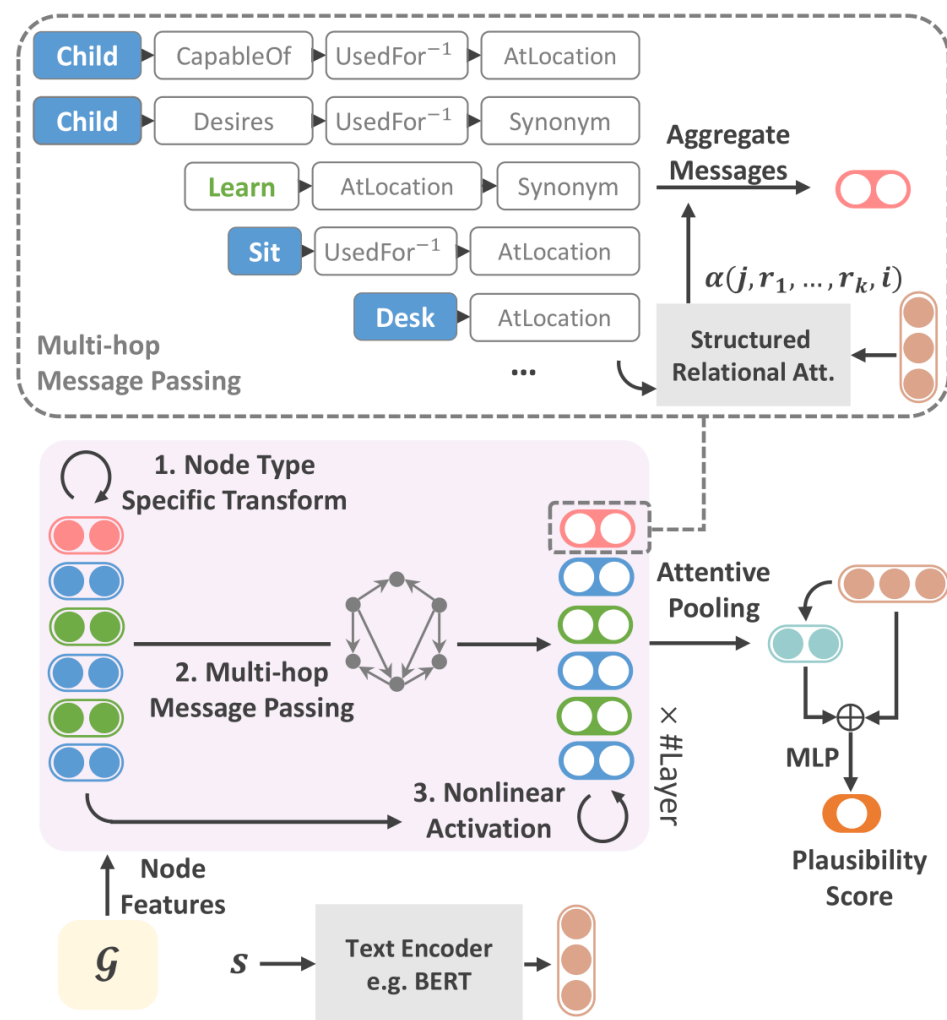 Child CapableOf UsedFor⁻¹ AtLocation
Child Desires UsedFor⁻¹ Synonym
Learn AtLocation Synonym
Sit UsedFor⁻¹ AtLocation
Desk AtLocation
...
Aggregate
Messages
α(j, r₁, …, rₖ, i)
Structured
Relational Att.
Multi-hop
Message Passing
1. Node Type
Specific Transform
2. Multi-hop
Message Passing
3. Nonlinear
Activation
× #Layer
Attentive
Pooling
MLP
Plausibility
Score
Node
Features
𝒢
s
Text Encoder
e.g. BERT